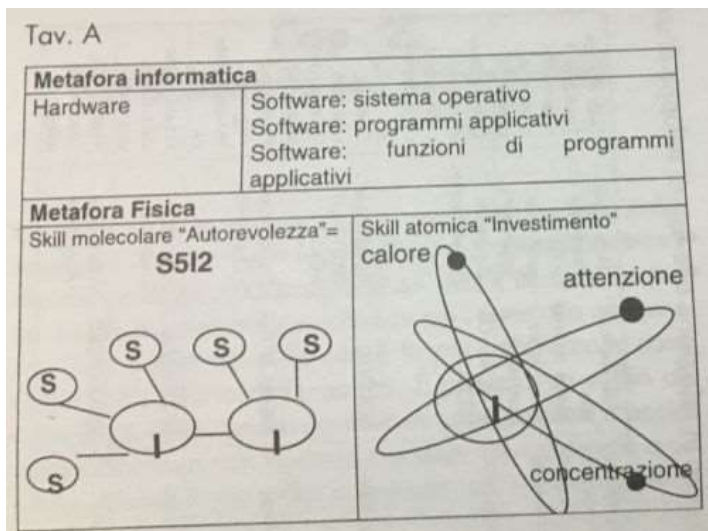 Tav. A
Metafora informatica
Hardware
Software: sistema operativo
Software: programmi applicativi
Software: funzioni di programmi
applicativi
Metafora Fisica
Skill molecolare “Autorevolezza”=
S5I2
S
S
S
S
S
I
I
Skill atomica “Investimento”
calore
attenzione
I
concentrazione